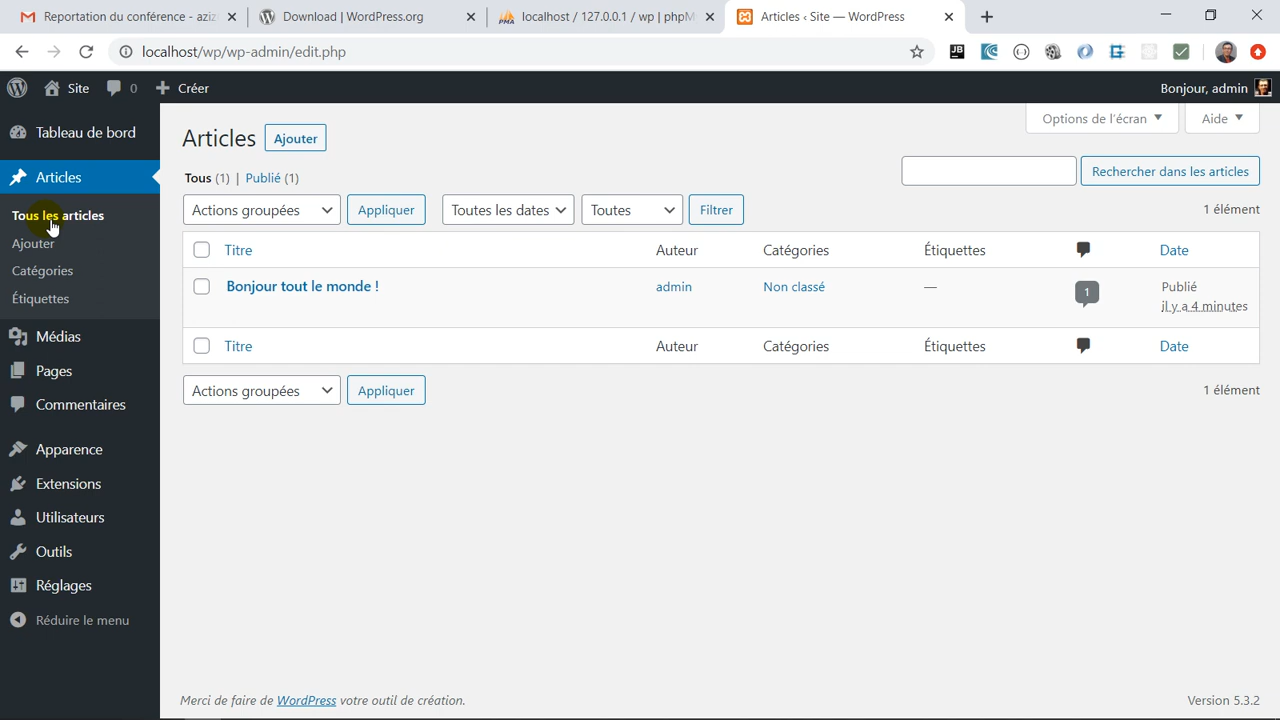 eportation du conférence - aziz
Download | WordPress.org
localhost / 127.0.0.1 / wp | phpM
Articles ‹ Site — WordPress
localhost/wp/wp-admin/edit.php
JB
Site 0 Créer
Bonjour, admin
Tableau de bord
Articles
Tous les articles
Ajouter
Catégories
Étiquettes
Médias
Pages
Commentaires
Apparence
Extensions
Utilisateurs
Outils
Réglages
Réduire le menu
Options de l'écran Aide
Articles Ajouter
Tous (1) | Publié (1)
Rechercher dans les articles
Actions groupées Appliquer Toutes les dates Toutes Filtrer 1 élément
Titre Auteur Catégories Étiquettes Date
Bonjour tout le monde ! admin Non classé — 1 Publié
il y a 4 minutes
Titre Auteur Catégories Étiquettes Date
Actions groupées Appliquer 1 élément
Merci de faire de WordPress votre outil de création.
Version 5.3.2